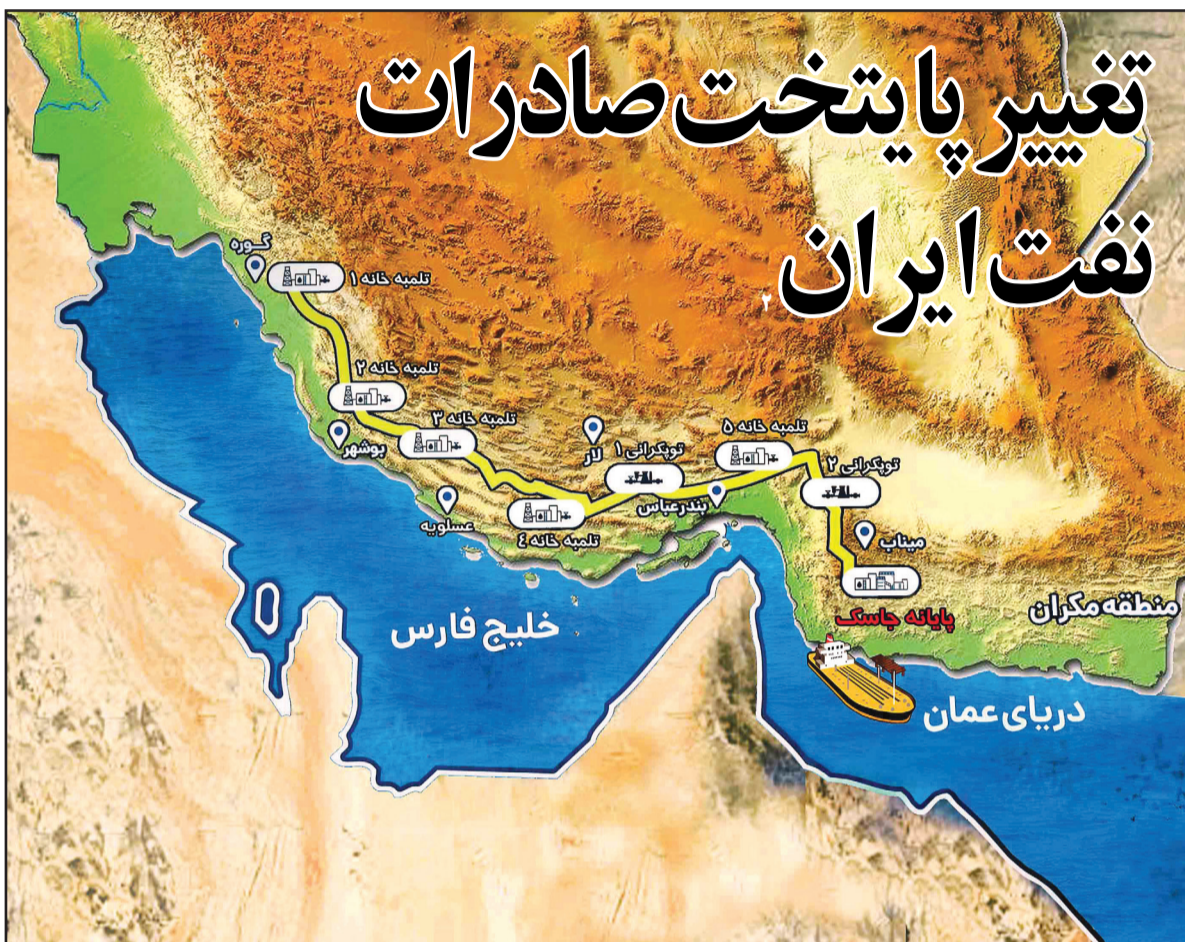 تغییر پایتخت صادرات
نفت ایران
۲
گوره
تلمبه خانه ۱
تلمبه خانه ۲
بوشهر
تلمبه خانه ۳
عسلویه
تلمبه خانه ٤
لار
توپکرانی ۱
بندرعباس
تلمبه خانه ۵
توپکرانی ۲
میناب
پایانه جاسک
منطقه مکران
خلیج فارس
دریای عمان